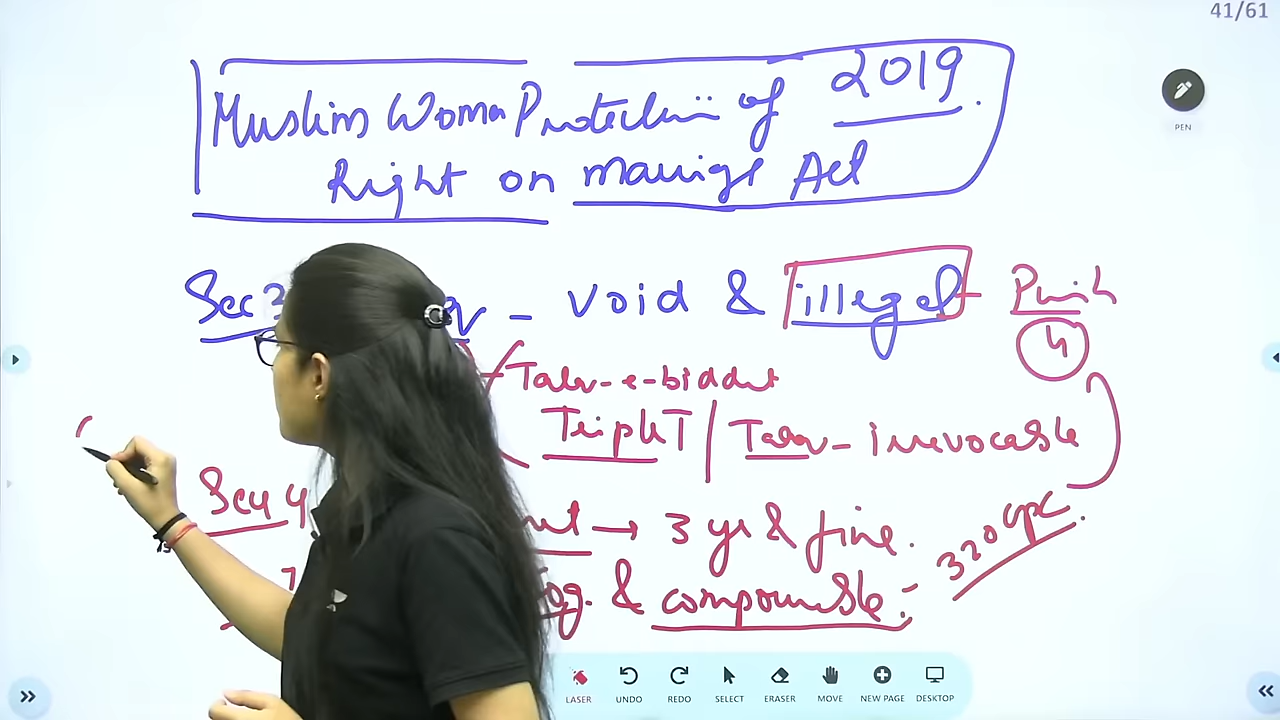 41/61
2019
Muslim Woman Protection of
Right on Marriage Act
PEN
Sec 3 - void & illegal - Punish
4
Talaq-e-biddat
Triple T / Talaq - irrevocable
Sec 4 → 3 yr & fine.
320 CrPC
& compoundable:-
LASER UNDO REDO SELECT ERASER MOVE NEW PAGE DESKTOP